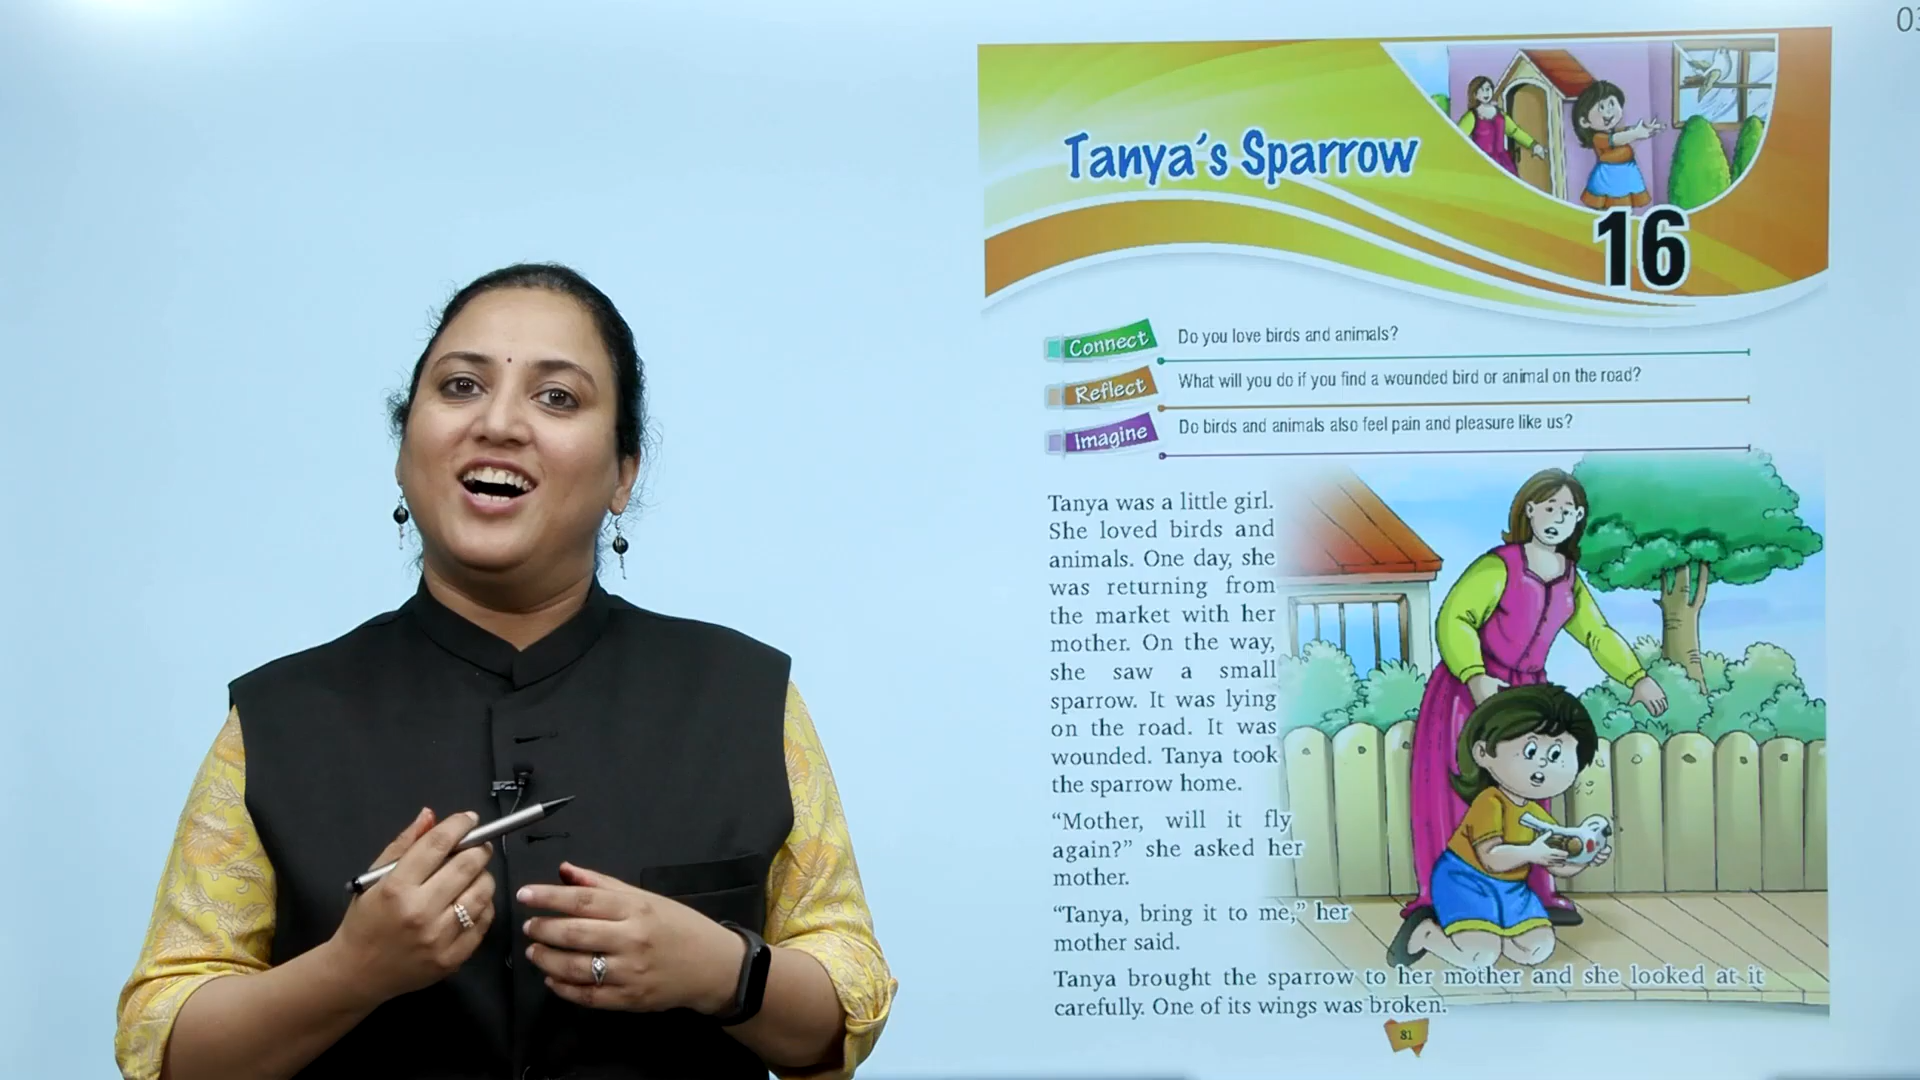 03
Tanya's Sparrow
16
Connect Do you love birds and animals?
Reflect What will you do if you find a wounded bird or animal on the road?
Imagine Do birds and animals also feel pain and pleasure like us?
Tanya was a little girl.
She loved birds and
animals. One day, she
was returning from
the market with her
mother. On the way,
she saw a small
sparrow. It was lying
on the road. It was
wounded. Tanya took
the sparrow home.
“Mother, will it fly
again?” she asked her
mother.
“Tanya, bring it to me,” her
mother said.
Tanya brought the sparrow to her mother and she looked at it
carefully. One of its wings was broken.
81